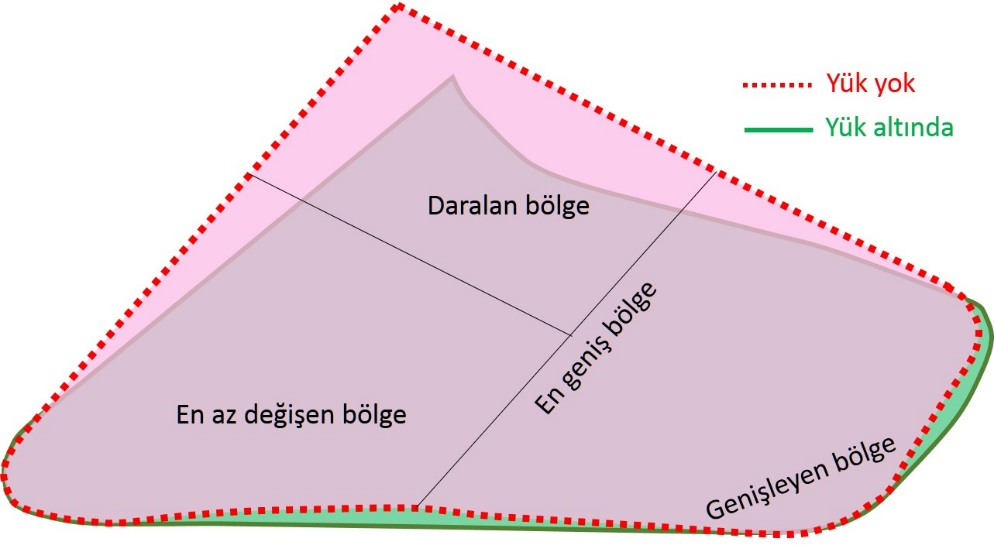 Yük yok
Yük altında
Daralan bölge
En geniş bölge
En az değişen bölge
Genişleyen bölge